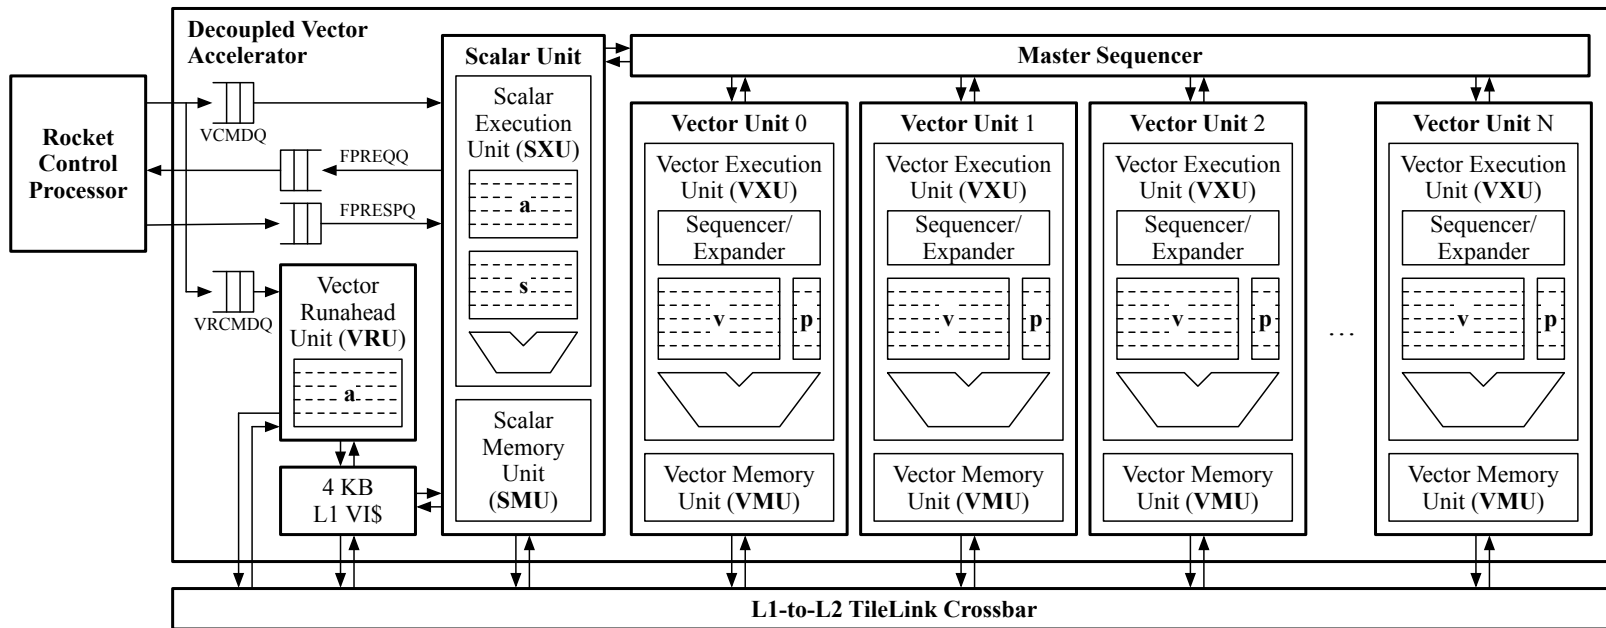 Decoupled Vector
Accelerator
Rocket
Control
Processor
VCMDQ
FPREQQ
FPRESPQ
VRCMDQ
Vector
Runahead
Unit (VRU)
a
4 KB
L1 VI$
Scalar Unit
Scalar
Execution
Unit (SXU)
a
s
Scalar
Memory
Unit
(SMU)
Master Sequencer
Vector Unit 0
Vector Execution
Unit (VXU)
Sequencer/
Expander
v
p
Vector Memory
Unit (VMU)
Vector Unit 1
Vector Execution
Unit (VXU)
Sequencer/
Expander
v
p
Vector Memory
Unit (VMU)
Vector Unit 2
Vector Execution
Unit (VXU)
Sequencer/
Expander
v
p
Vector Memory
Unit (VMU)
...
Vector Unit N
Vector Execution
Unit (VXU)
Sequencer/
Expander
v
p
Vector Memory
Unit (VMU)
L1-to-L2 TileLink Crossbar